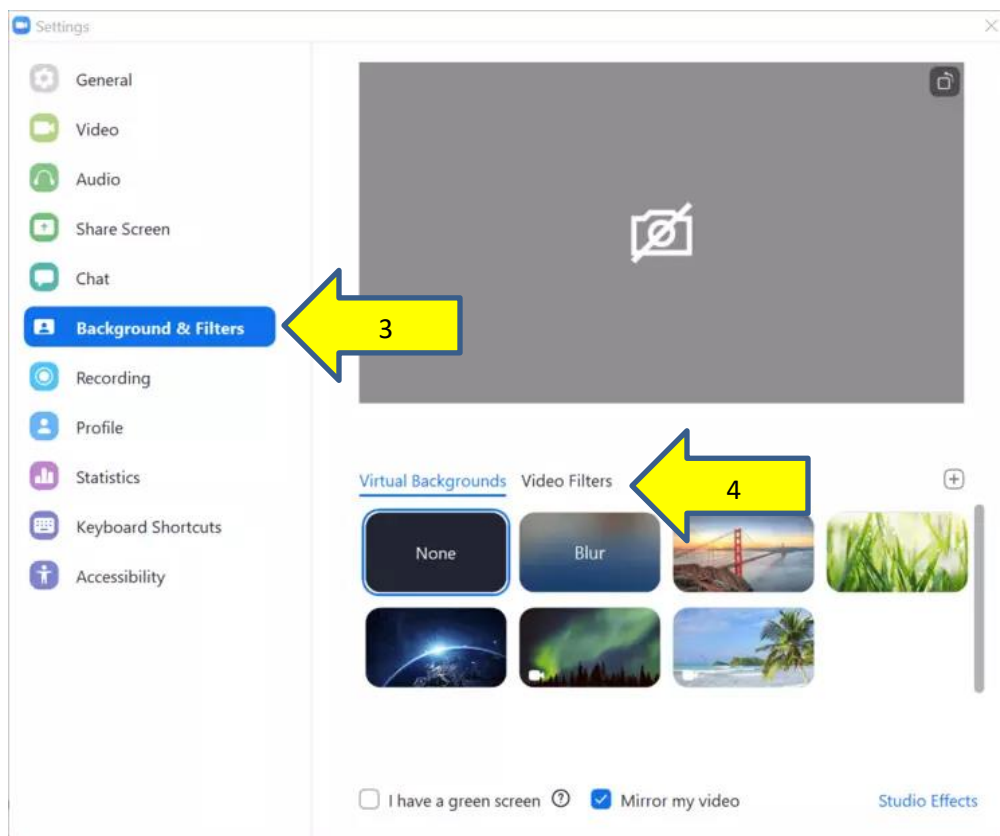 Settings
General
Video
Audio
Share Screen
Chat
Background & Filters
3
Recording
Profile
Statistics
Keyboard Shortcuts
Accessibility
Virtual Backgrounds Video Filters
4
None Blur
I have a green screen ? Mirror my video Studio Effects